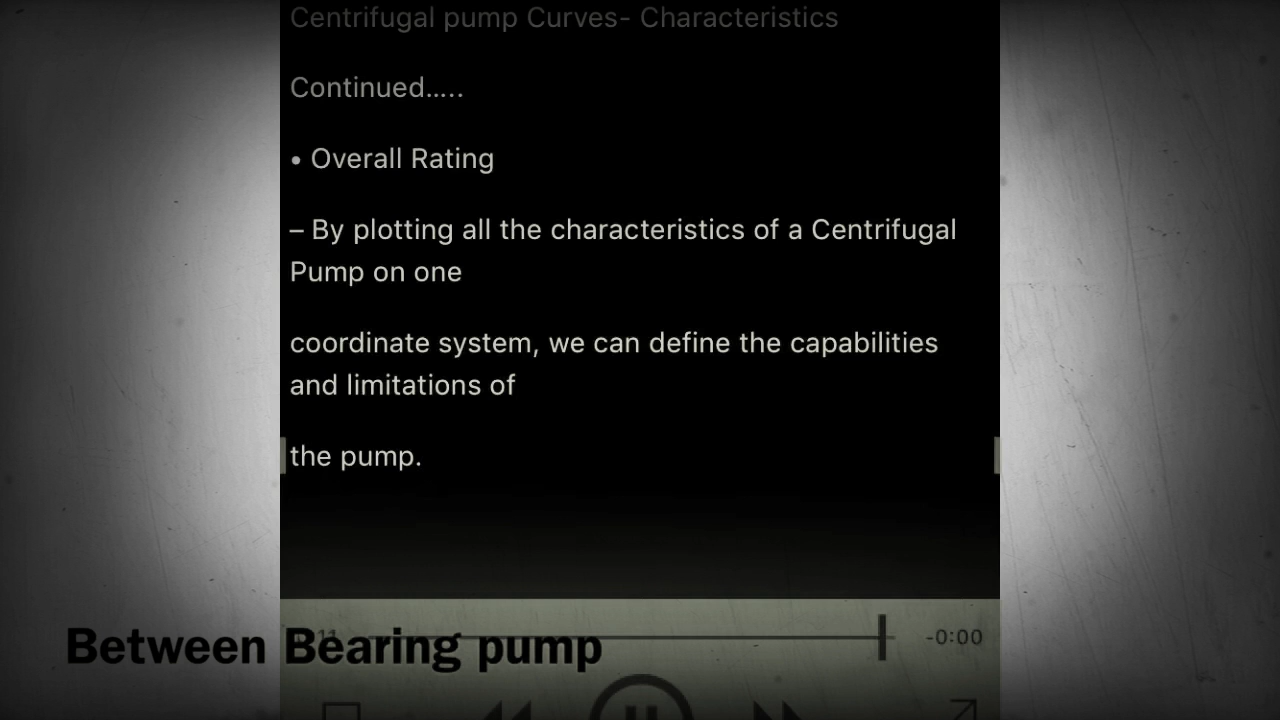 Centrifugal pump Curves- Characteristics
Continued.....
• Overall Rating
– By plotting all the characteristics of a Centrifugal
Pump on one
coordinate system, we can define the capabilities
and limitations of
the pump.
-0:00
Between Bearing pump